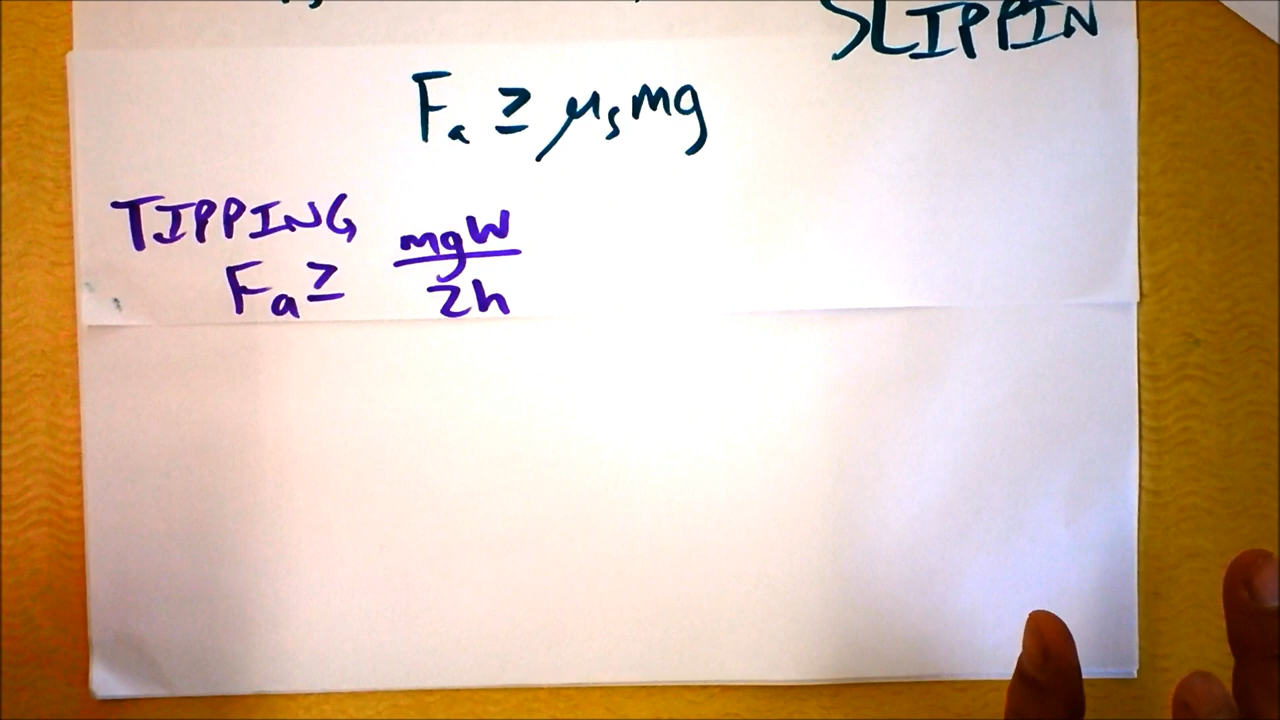 SLIPPIN
Fₐ ≥ μₛmg
TIPPING
Fₐ ≥ mgW/2h